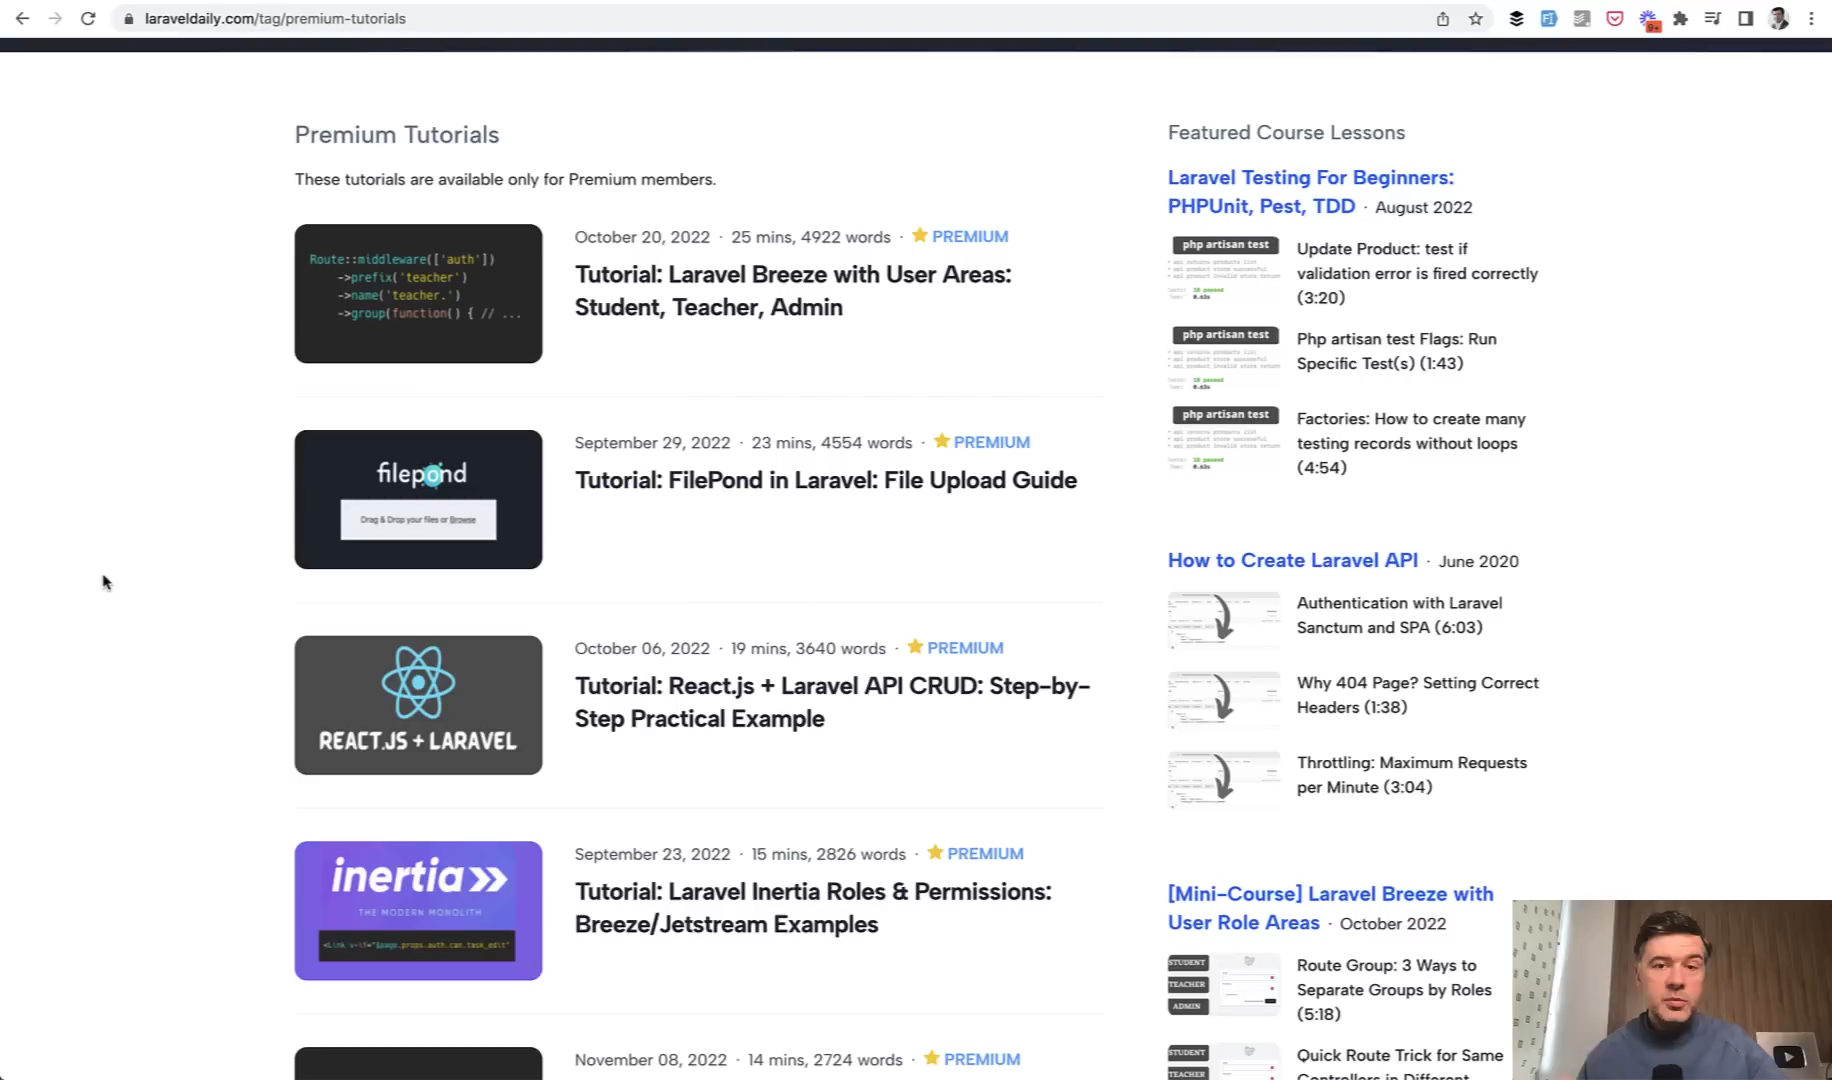 laraveldaily.com/tag/premium-tutorials
9+
Premium Tutorials
These tutorials are available only for Premium members.
Route::middleware(['auth'])
->prefix('teacher')
->name('teacher.')
->group(function() { // ...
October 20, 2022 · 25 mins, 4922 words · PREMIUM
Tutorial: Laravel Breeze with User Areas:
Student, Teacher, Admin
filepond
Drag & Drop your files or Browse
September 29, 2022 · 23 mins, 4554 words · PREMIUM
Tutorial: FilePond in Laravel: File Upload Guide
REACT.JS + LARAVEL
October 06, 2022 · 19 mins, 3640 words · PREMIUM
Tutorial: React.js + Laravel API CRUD: Step-by-
Step Practical Example
inertia
THE MODERN MONOLITH
<Link v-if="$page.props.auth.can.task_edit"
September 23, 2022 · 15 mins, 2826 words · PREMIUM
Tutorial: Laravel Inertia Roles & Permissions:
Breeze/Jetstream Examples
November 08, 2022 · 14 mins, 2724 words · PREMIUM
Featured Course Lessons
Laravel Testing For Beginners:
PHPUnit, Pest, TDD · August 2022
php artisan test
Update Product: test if
validation error is fired correctly
(3:20)
php artisan test
Php artisan test Flags: Run
Specific Test(s) (1:43)
php artisan test
Factories: How to create many
testing records without loops
(4:54)
How to Create Laravel API · June 2020
Authentication with Laravel
Sanctum and SPA (6:03)
Why 404 Page? Setting Correct
Headers (1:38)
Throttling: Maximum Requests
per Minute (3:04)
[Mini-Course] Laravel Breeze with
User Role Areas · October 2022
STUDENT
TEACHER
ADMIN
Route Group: 3 Ways to
Separate Groups by Roles
(5:18)
STUDENT
TEACHER
Quick Route Trick for Same
Controllers in Different